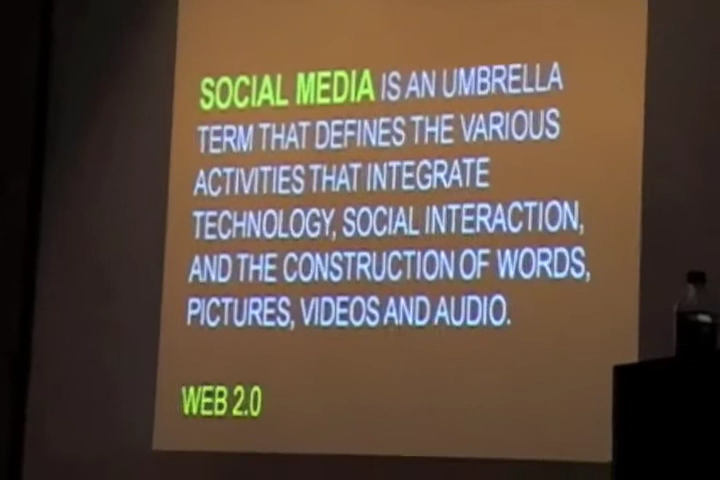 SOCIAL MEDIA IS AN UMBRELLA
TERM THAT DEFINES THE VARIOUS
ACTIVITIES THAT INTEGRATE
TECHNOLOGY, SOCIAL INTERACTION,
AND THE CONSTRUCTION OF WORDS,
PICTURES, VIDEOS AND AUDIO.
WEB 2.0